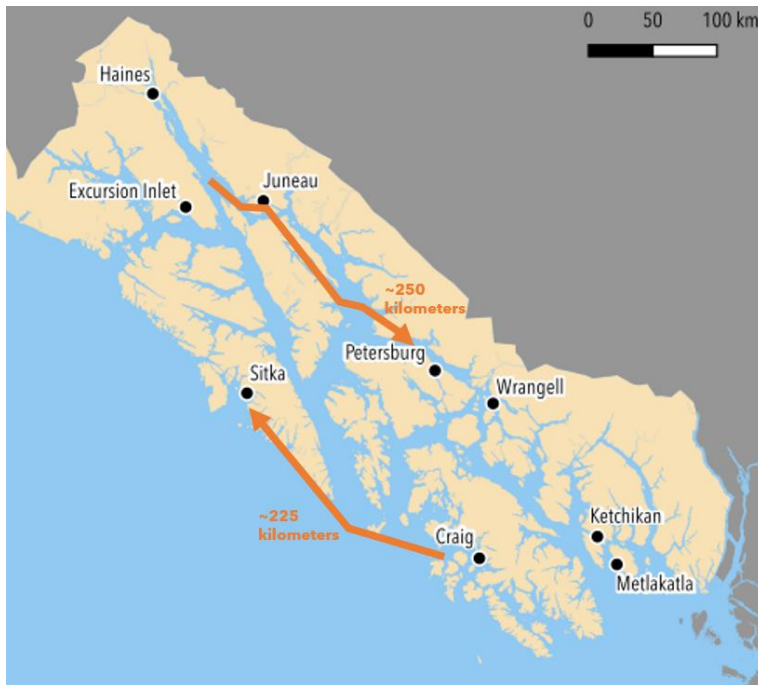 0 50 100 km
Haines
Juneau
Excursion Inlet
~250
kilometers
Petersburg
Sitka
Wrangell
~225
kilometers
Ketchikan
Craig
Metlakatla